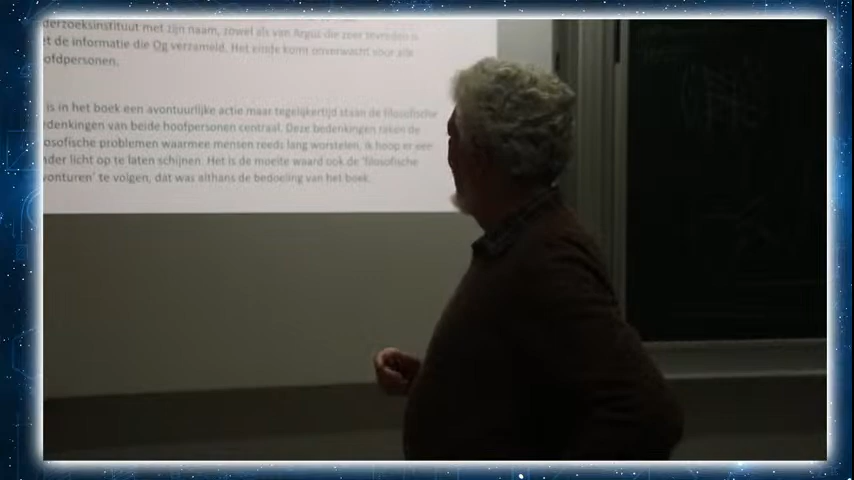 derzoeksinstituut met zijn naam, zowel als van Argus die zeer tevreden is
t de informatie die Og verzameld. Het einde komt onverwacht voor alle
ofdpersonen.
is in het boek een avontuurlijke actie maar tegelijkertijd staan de filosofische
edenkingen van beide hoofdpersonen centraal. Deze bedenkingen raken de
osofische problemen waarmee mensen reeds lang worstelen. Ik hoop er een
nder licht op te laten schijnen. Het is de moeite waard ook de 'filosofische
vonturen' te volgen, dat was althans de bedoeling van het boek.